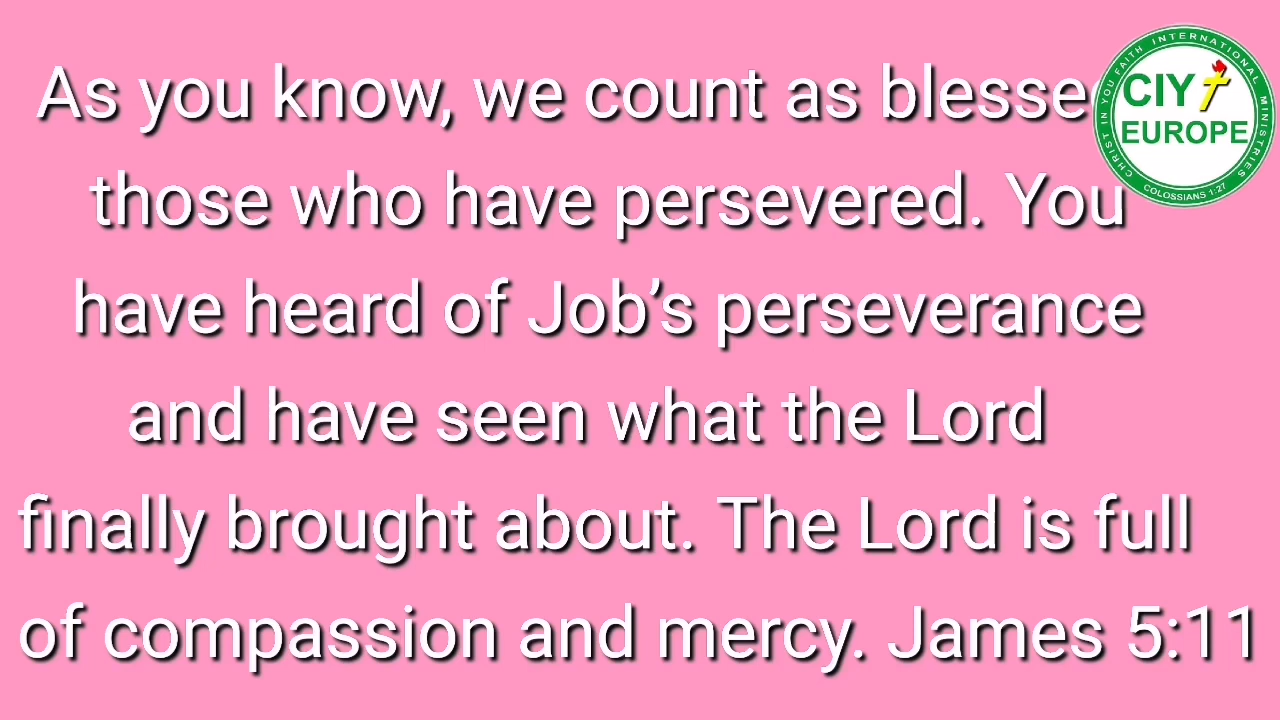 As you know, we count as blessed
those who have persevered. You
have heard of Job’s perseverance
and have seen what the Lord
finally brought about. The Lord is full
of compassion and mercy. James 5:11
CHRIST IN YOU FAITH INTERNATIONAL MINISTRIES
CIY
EUROPE
COLOSSIANS 1:27